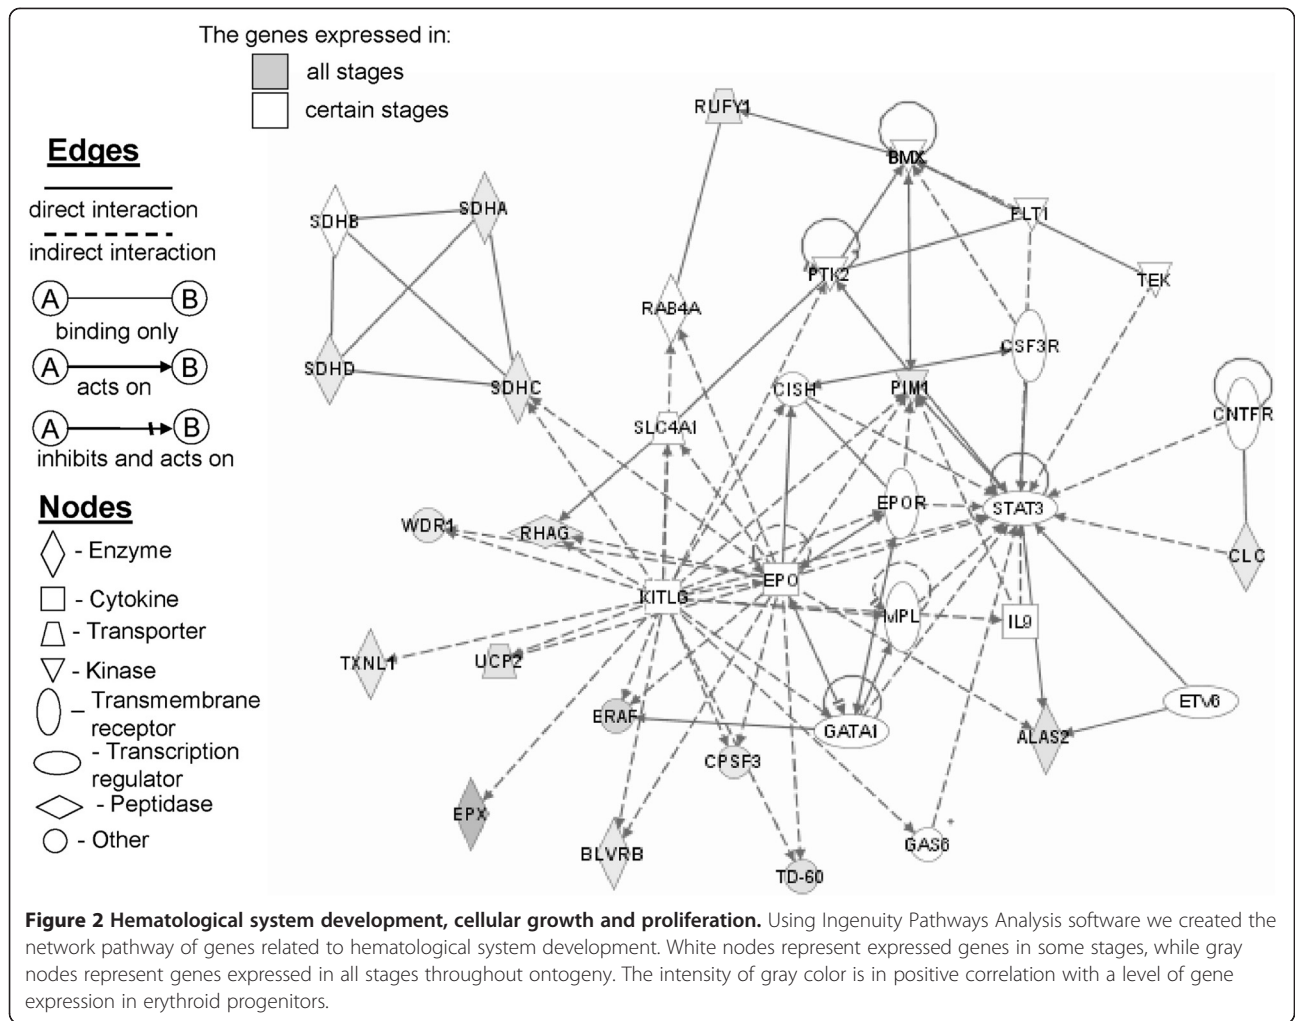 The genes expressed in:
all stages
certain stages
Edges
direct interaction
indirect interaction
A
B
binding only
A
B
acts on
A
B
inhibits and acts on
Nodes
- Enzyme
- Cytokine
- Transporter
- Kinase
- Transmembrane
receptor
- Transcription
regulator
- Peptidase
- Other
RUFY1
BMX
SDHB
SDHA
FLT1
PTK2
TEK
RAB4A
CSF3R
SDHD
SDHC
CISH
PIM1
CNTFR
SLC4A1
EPOR
STAT3
WDR1
RHAG
CLC
EPO
KITLG
MPL
IL9
TXNL1
UCP2
ETV6
ERAF
GATA1
ALAS2
CPSF3
EPX
GAS6
BLVRB
TD-60
Figure 2 Hematological system development, cellular growth and proliferation. Using Ingenuity Pathways Analysis software we created the
network pathway of genes related to hematological system development. White nodes represent expressed genes in some stages, while gray
nodes represent genes expressed in all stages throughout ontogeny. The intensity of gray color is in positive correlation with a level of gene
expression in erythroid progenitors.